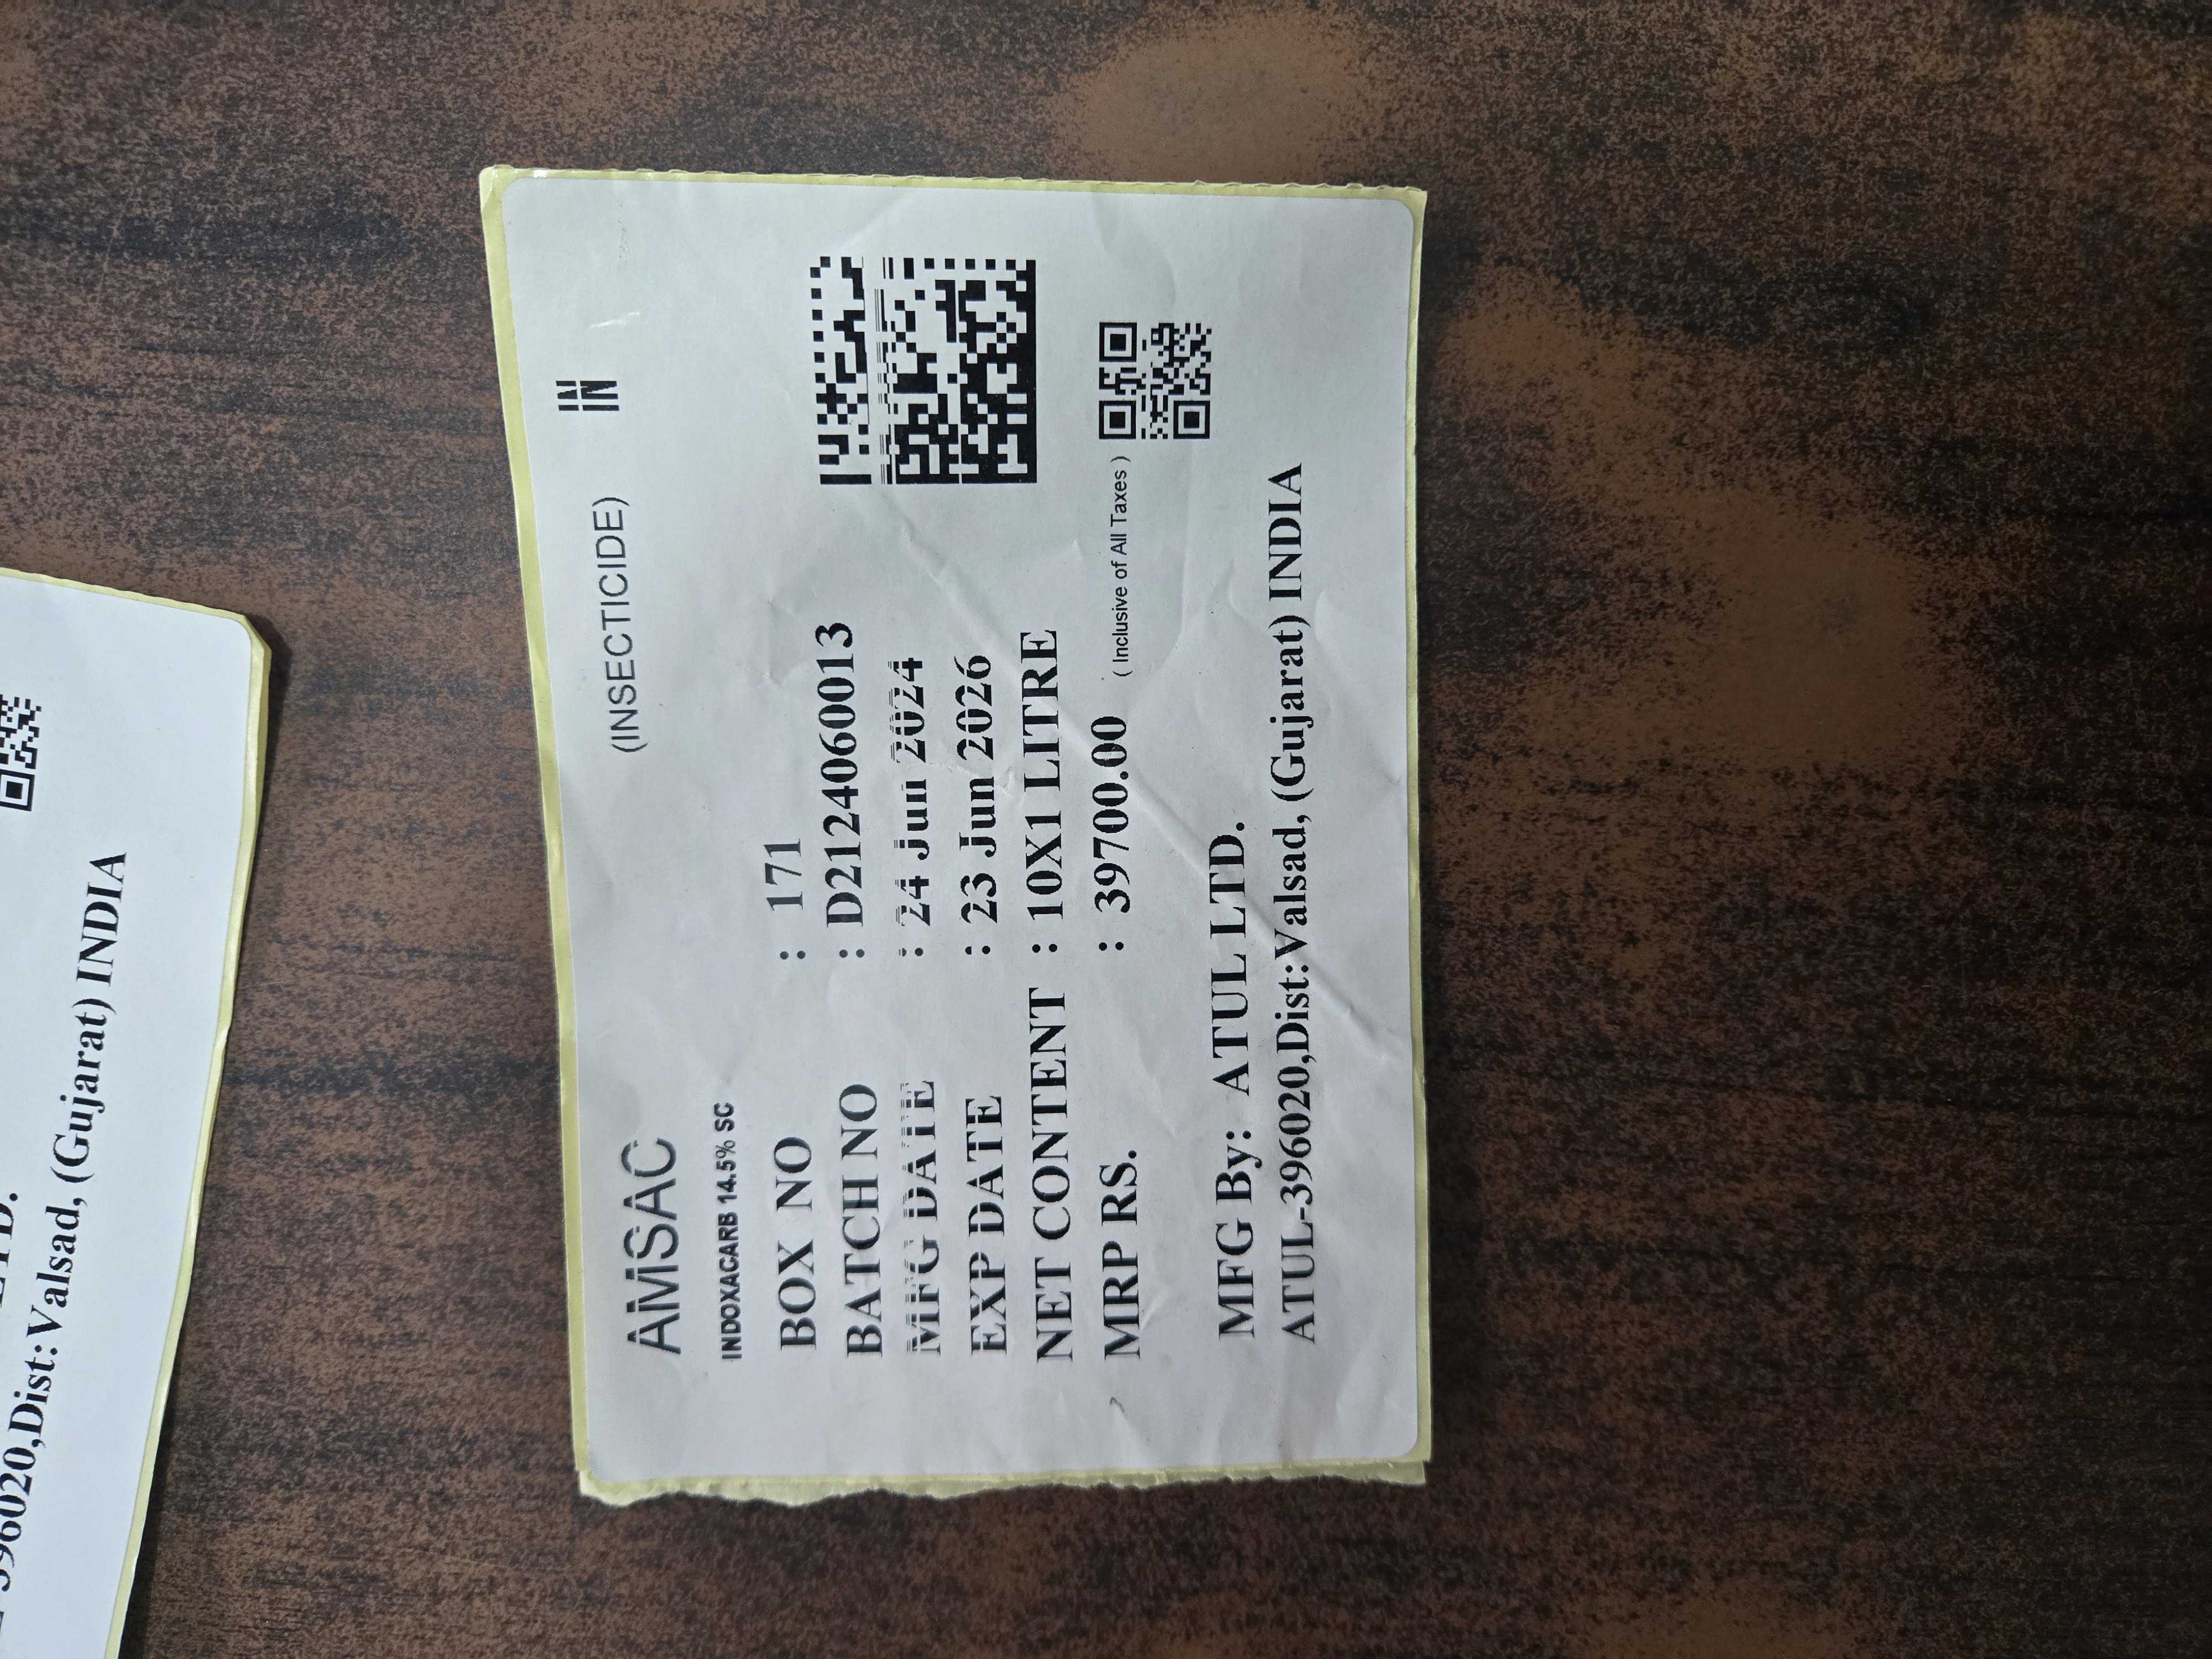 AMSAC (INSECTICIDE) IN
INDOXACARB 14.5% SC
BOX NO : 171
BATCH NO : D2124060013
MFG DATE : 24 Jun 2024
EXP DATE : 23 Jun 2026
NET CONTENT : 10X1 LITRE
MRP RS. : 39700.00 ( Inclusive of All Taxes )
MFG By: ATUL LTD.
ATUL-396020,Dist:Valsad, (Gujarat) INDIA
LTD.
396020,Dist:Valsad, (Gujarat) INDIA